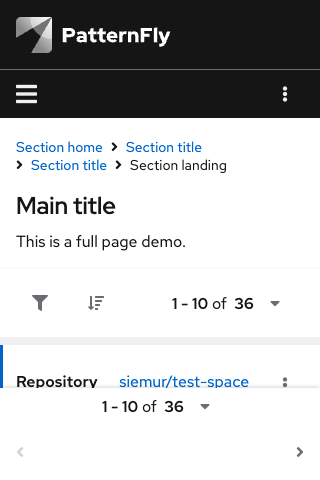 PatternFly
Section home Section title
Section title Section landing
Main title
This is a full page demo.
1 - 10 of 36
Repository siemur/test-space
1 - 10 of 36